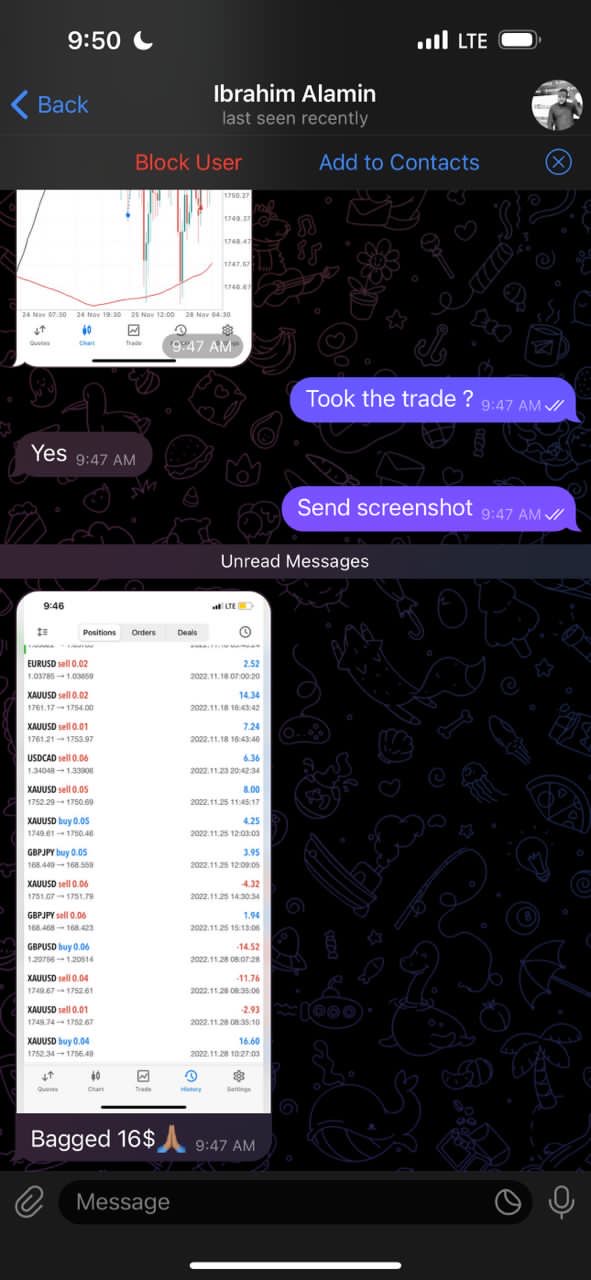 9:50
LTE
Back
Ibrahim Alamin
last seen recently
Block User
Add to Contacts
1750.27
1749.37
1748.47
1747.57
1746.67
24 Nov 07:30 24 Nov 19:30 25 Nov 12:00 28 Nov 04:30
Quotes Chart Trade
9:47 AM
Took the trade ? 9:47 AM
Yes 9:47 AM
Send screenshot 9:47 AM
Unread Messages
9:46 LTE
Positions Orders Deals
EURUSD sell 0.02 2.52
1.03785 → 1.03659 2022.11.18 07:00:20
XAUUSD sell 0.02 14.34
1761.17 → 1754.00 2022.11.18 16:43:42
XAUUSD sell 0.01 7.24
1761.21 → 1753.97 2022.11.18 16:43:46
USDCAD sell 0.06 6.36
1.34048 → 1.33906 2022.11.23 20:42:34
XAUUSD sell 0.05 8.00
1752.29 → 1750.69 2022.11.25 11:45:17
XAUUSD buy 0.05 4.25
1749.61 → 1750.46 2022.11.25 12:03:03
GBPJPY buy 0.05 3.95
168.449 → 168.559 2022.11.25 12:09:05
XAUUSD sell 0.06 -4.32
1751.07 → 1751.79 2022.11.25 14:30:34
GBPJPY sell 0.06 1.94
168.468 → 168.423 2022.11.25 15:13:06
GBPUSD buy 0.06 -14.52
1.20756 → 1.20514 2022.11.28 08:07:28
XAUUSD sell 0.04 -11.76
1749.67 → 1752.61 2022.11.28 08:35:06
XAUUSD sell 0.01 -2.93
1749.74 → 1752.67 2022.11.28 08:35:10
XAUUSD buy 0.04 16.60
1752.34 → 1756.49 2022.11.28 10:27:03
Quotes Chart Trade History Settings
Bagged 16$🙏🏽 9:47 AM
Message